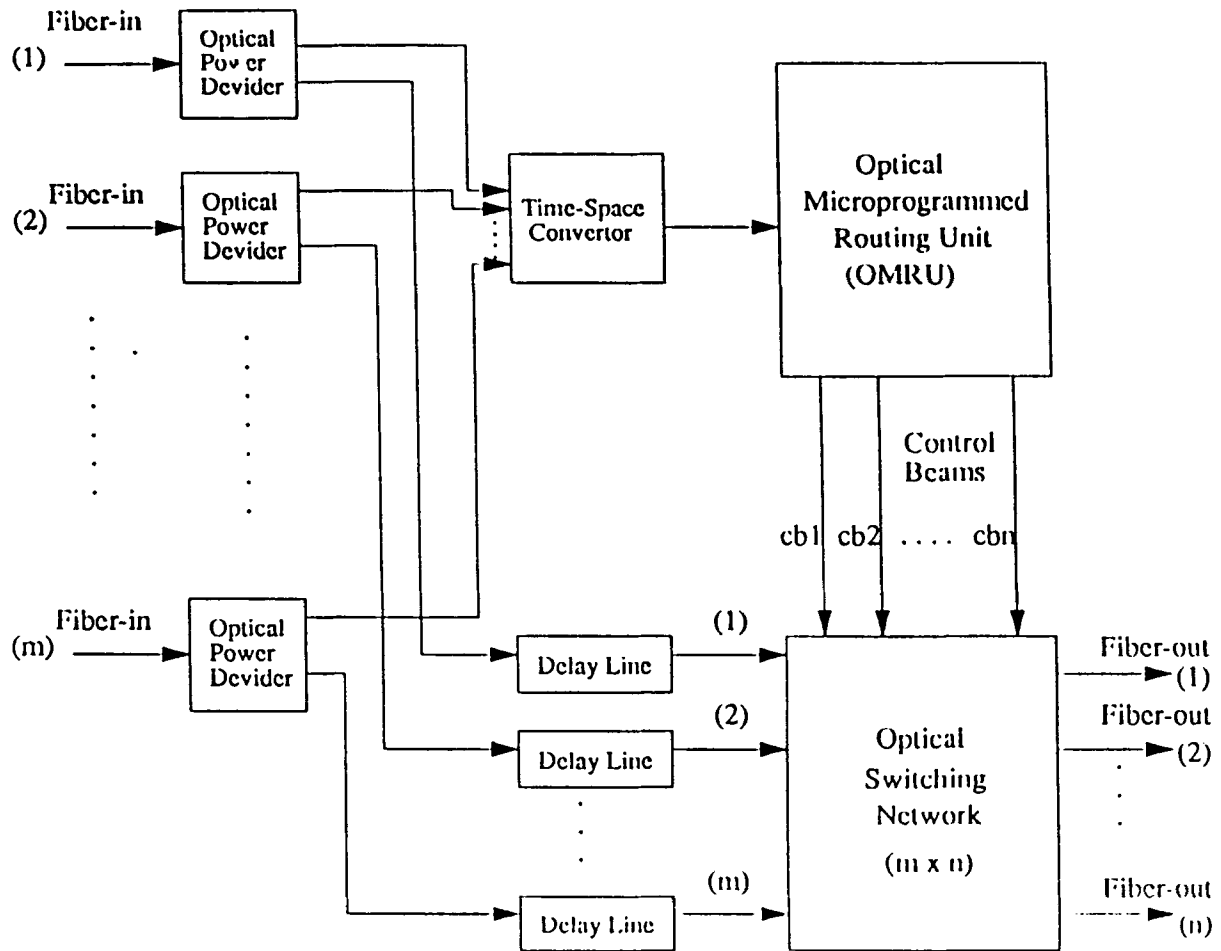 Fiber-in
(1)
Optical
Power
Devider
Fiber-in
(2)
Optical
Power
Devider
Time-Space
Convertor
Optical
Microprogrammed
Routing Unit
(OMRU)
Control
Beams
cb1 cb2 .... cbn
Fiber-in
(m)
Optical
Power
Devider
Delay Line
(1)
Delay Line
(2)
Delay Line
(m)
Optical
Switching
Network
(m x n)
Fiber-out
(1)
Fiber-out
(2)
Fiber-out
(n)